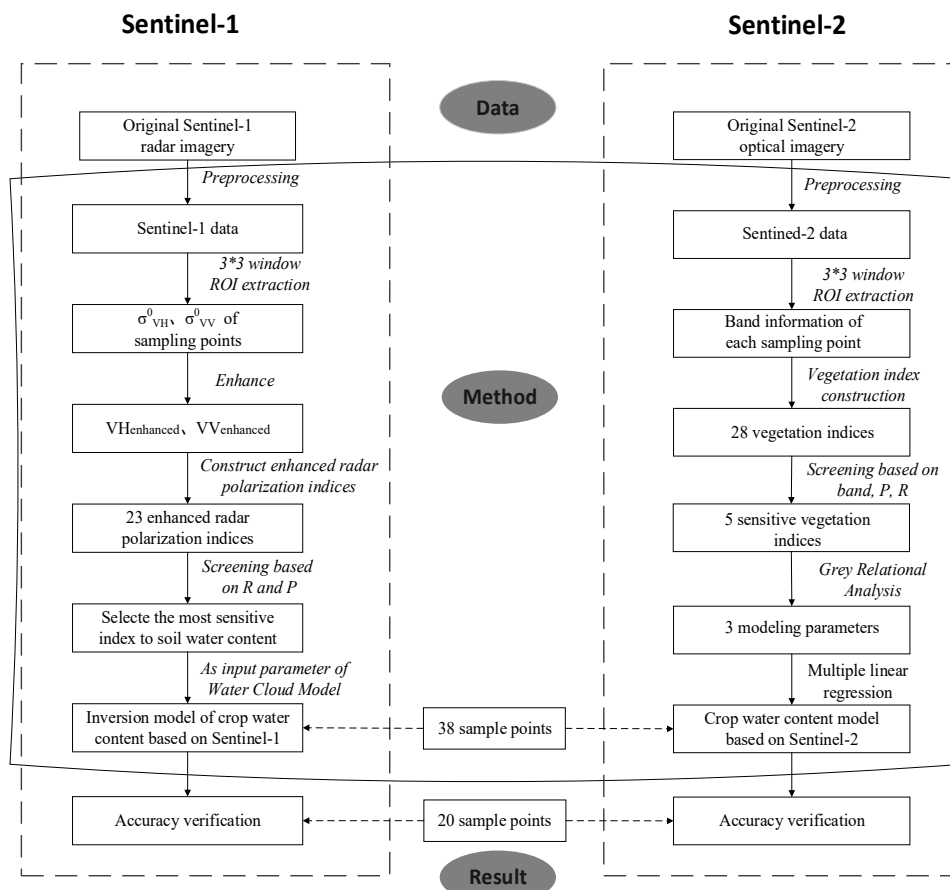 Sentinel-1
Original Sentinel-1
radar imagery
Preprocessing
Sentinel-1 data
3*3 window
ROI extraction
σ⁰VH、σ⁰VV of
sampling points
Enhance
VHenhanced、VVenhanced
Construct enhanced radar
polarization indices
23 enhanced radar
polarization indices
Screening based
on R and P
Selecte the most sensitive
index to soil water content
As input parameter of
Water Cloud Model
Inversion model of crop water
content based on Sentinel-1
Accuracy verification
Data
Method
38 sample points
20 sample points
Result
Sentinel-2
Original Sentinel-2
optical imagery
Preprocessing
Sentined-2 data
3*3 window
ROI extraction
Band information of
each sampling point
Vegetation index
construction
28 vegetation indices
Screening based on
band, P, R
5 sensitive vegetation
indices
Grey Relational
Analysis
3 modeling parameters
Multiple linear
regression
Crop water content model
based on Sentinel-2
Accuracy verification